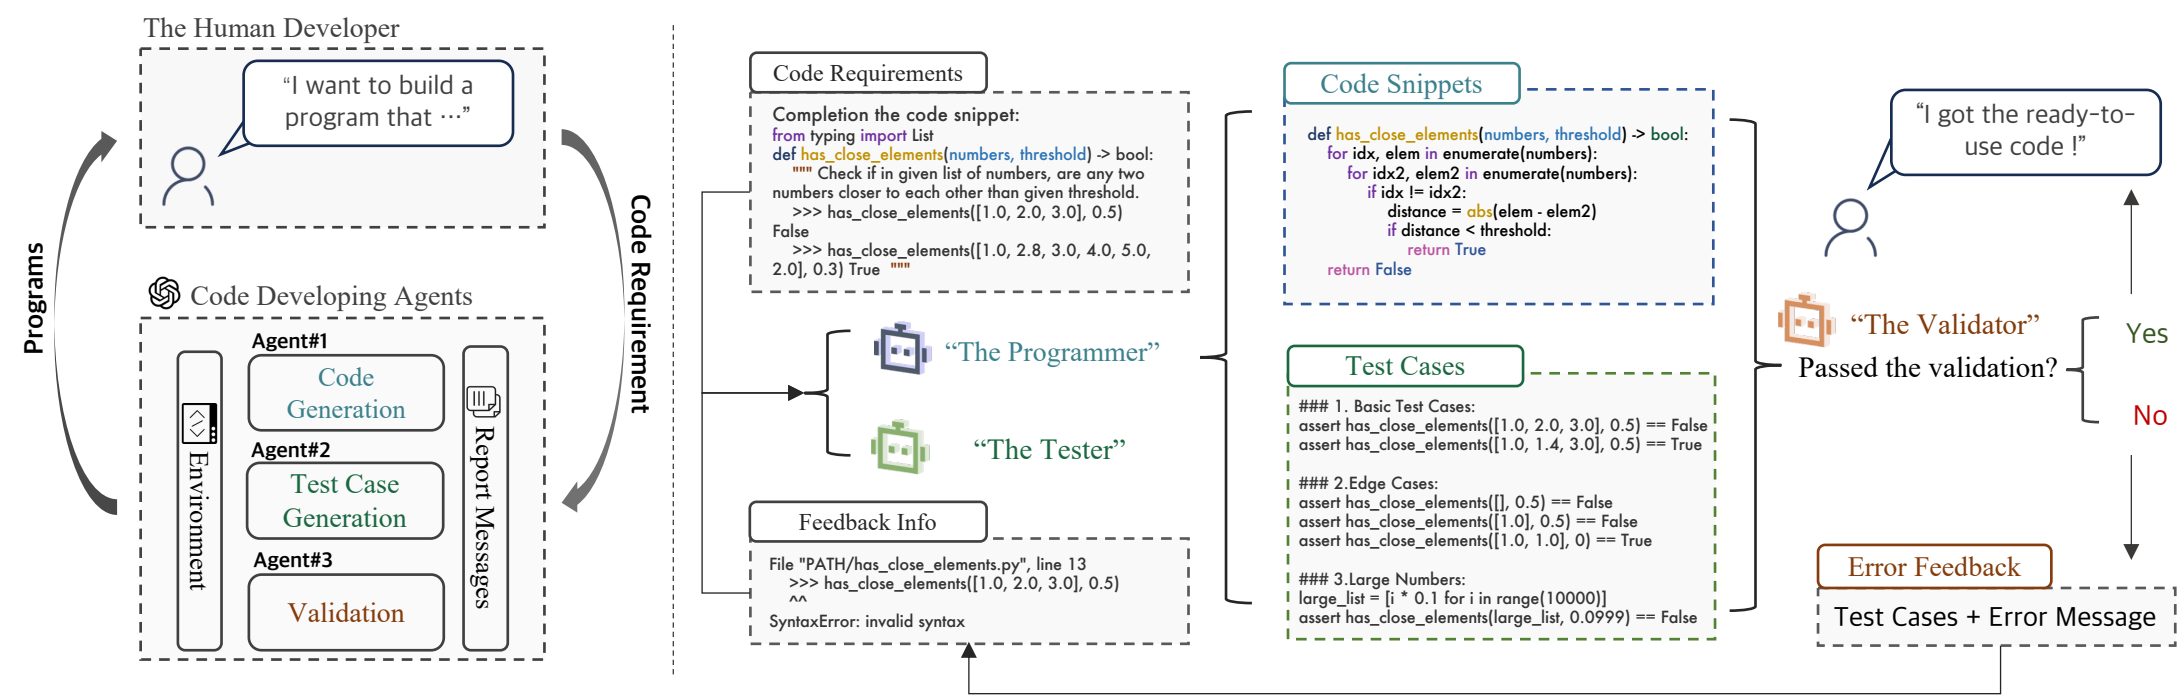 The Human Developer
“I want to build a
program that ···”
Programs
Code Requirement
Code Developing Agents
Environment
Agent#1
Code
Generation
Agent#2
Test Case
Generation
Agent#3
Validation
Report Messages
Code Requirements
Completion the code snippet:
from typing import List
def has_close_elements(numbers, threshold) -> bool:
""" Check if in given list of numbers, are any two
numbers closer to each other than given threshold.
>>> has_close_elements([1.0, 2.0, 3.0], 0.5)
False
>>> has_close_elements([1.0, 2.8, 3.0, 4.0, 5.0,
2.0], 0.3) True """
“The Programmer”
“The Tester”
Feedback Info
File "PATH/has_close_elements.py", line 13
>>> has_close_elements([1.0, 2.0, 3.0], 0.5)
^^
SyntaxError: invalid syntax
Code Snippets
def has_close_elements(numbers, threshold) -> bool:
for idx, elem in enumerate(numbers):
for idx2, elem2 in enumerate(numbers):
if idx != idx2:
distance = abs(elem - elem2)
if distance < threshold:
return True
return False
Test Cases
### 1. Basic Test Cases:
assert has_close_elements([1.0, 2.0, 3.0], 0.5) == False
assert has_close_elements([1.0, 1.4, 3.0], 0.5) == True
### 2.Edge Cases:
assert has_close_elements([], 0.5) == False
assert has_close_elements([1.0], 0.5) == False
assert has_close_elements([1.0, 1.0], 0) == True
### 3.Large Numbers:
large_list = [i * 0.1 for i in range(10000)]
assert has_close_elements(large_list, 0.0999) == False
“I got the ready-to-
use code !”
“The Validator”
Passed the validation?
Yes
No
Error Feedback
Test Cases + Error Message